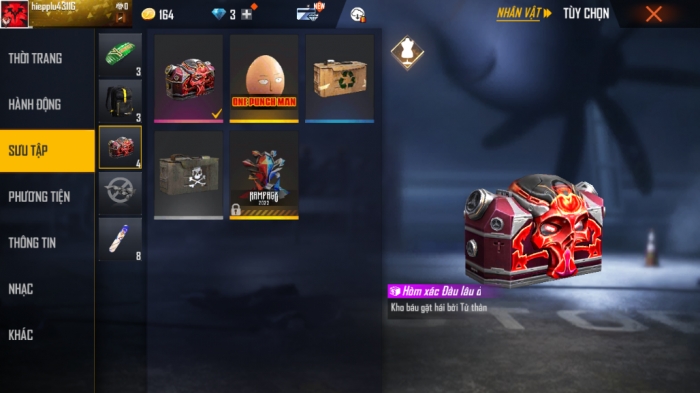 hiepplu43116
0
164
3
NEW
NHÂN VẬT
TÙY CHỌN
THỜI TRANG
HÀNH ĐỘNG
SƯU TẬP
PHƯƠNG TIỆN
THÔNG TIN
NHẠC
KHÁC
3
3
4
8
ONE PUNCH MAN
RAMPAGE
Hòm xác Đầu lâu đ
Kho báu gặt hái bởi Tử thần